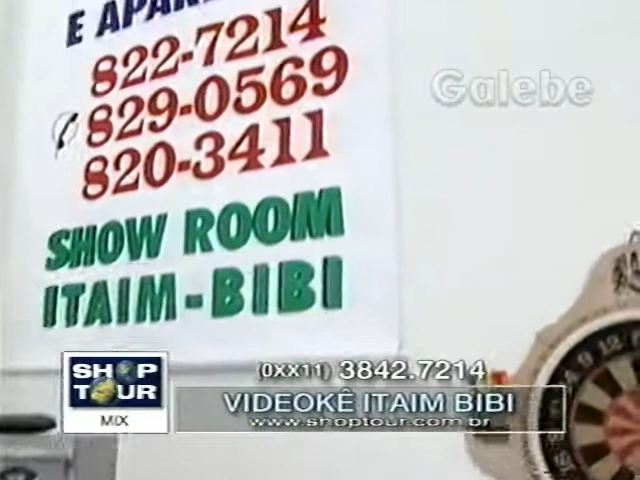 E APAR
822-7214
829-0569
820-3411
SHOW ROOM
ITAIM-BIBI
Galebe
SHOP
TOUR
MIX
(0XX11) 3842.7214
VIDEOKÊ ITAIM BIBI
www.shoptour.com.br